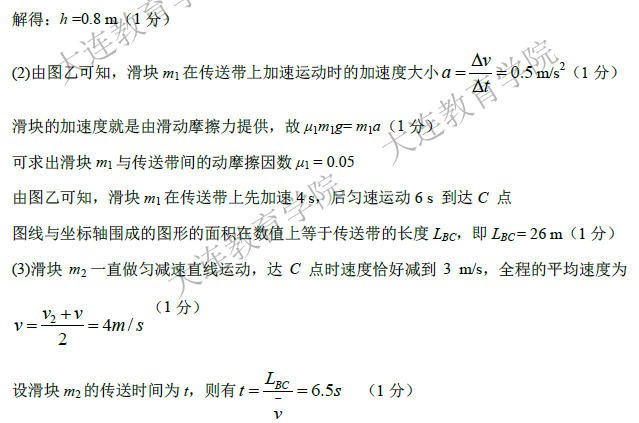 解得：h =0.8 m（1 分）
(2)由图乙可知，滑块 m₁ 在传送带上加速运动时的加速度大小 a = Δv/Δt = 0.5 m/s²（1 分）
滑块的加速度就是由滑动摩擦力提供，故 μ₁m₁g= m₁a（1 分）
可求出滑块 m₁ 与传送带间的动摩擦因数 μ₁ = 0.05
由图乙可知，滑块 m₁ 在传送带上先加速 4 s，后匀速运动 6 s 到达 C 点
图线与坐标轴围成的图形的面积在数值上等于传送带的长度 L_BC，即 L_BC = 26 m（1 分）
(3)滑块 m₂ 一直做匀减速直线运动，达 C 点时速度恰好减到 3 m/s，全程的平均速度为
v = (v₂ + v)/2 = 4m / s （1 分）
设滑块 m₂ 的传送时间为 t，则有 t = L_BC/v̄ = 6.5s （1 分）
大连教育学院
大连教育学院
大连教育学院